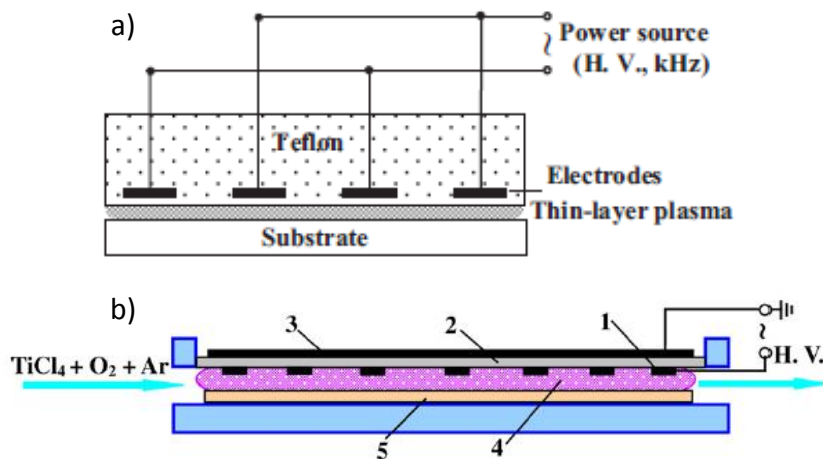 a)
Power source
(H. V., kHz)
~
Teflon
Electrodes
Thin-layer plasma
Substrate
b)
3
2
1
~
H. V.
TiCl4 + O2 + Ar
5
4